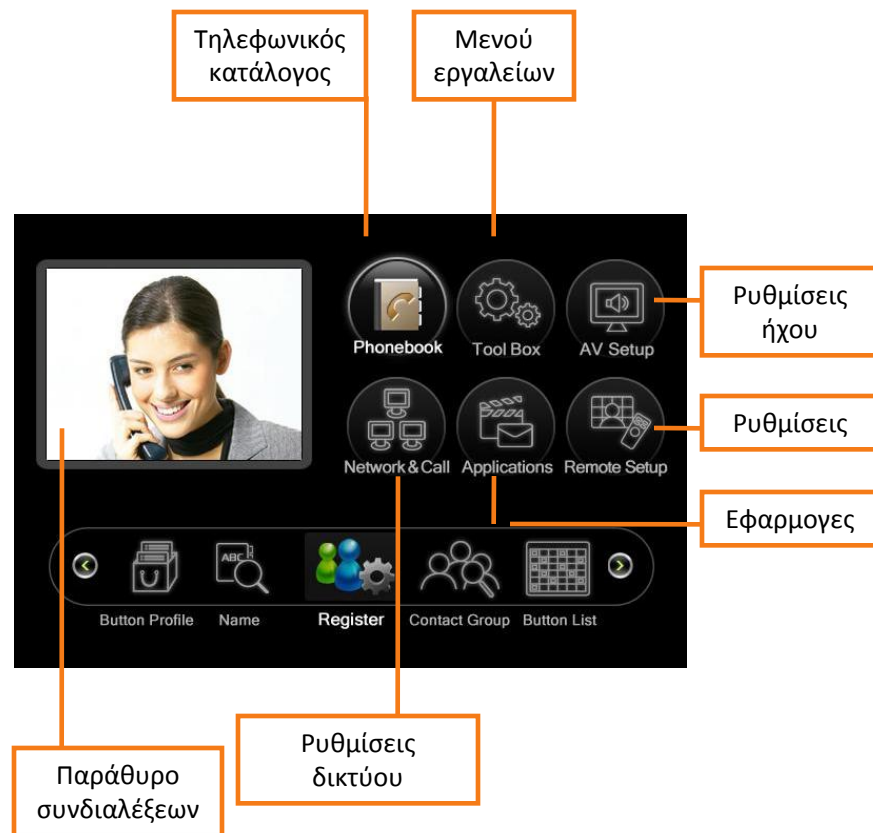 Τηλεφωνικός
κατάλογος
Μενού
εργαλείων
Phonebook
Tool Box
AV Setup
Ρυθμίσεις
ήχου
Network & Call
Applications
Remote Setup
Ρυθμίσεις
Εφαρμογες
ABC
Button Profile
Name
Register
Contact Group
Button List
Ρυθμίσεις
δικτύου
Παράθυρο
συνδιαλέξεων